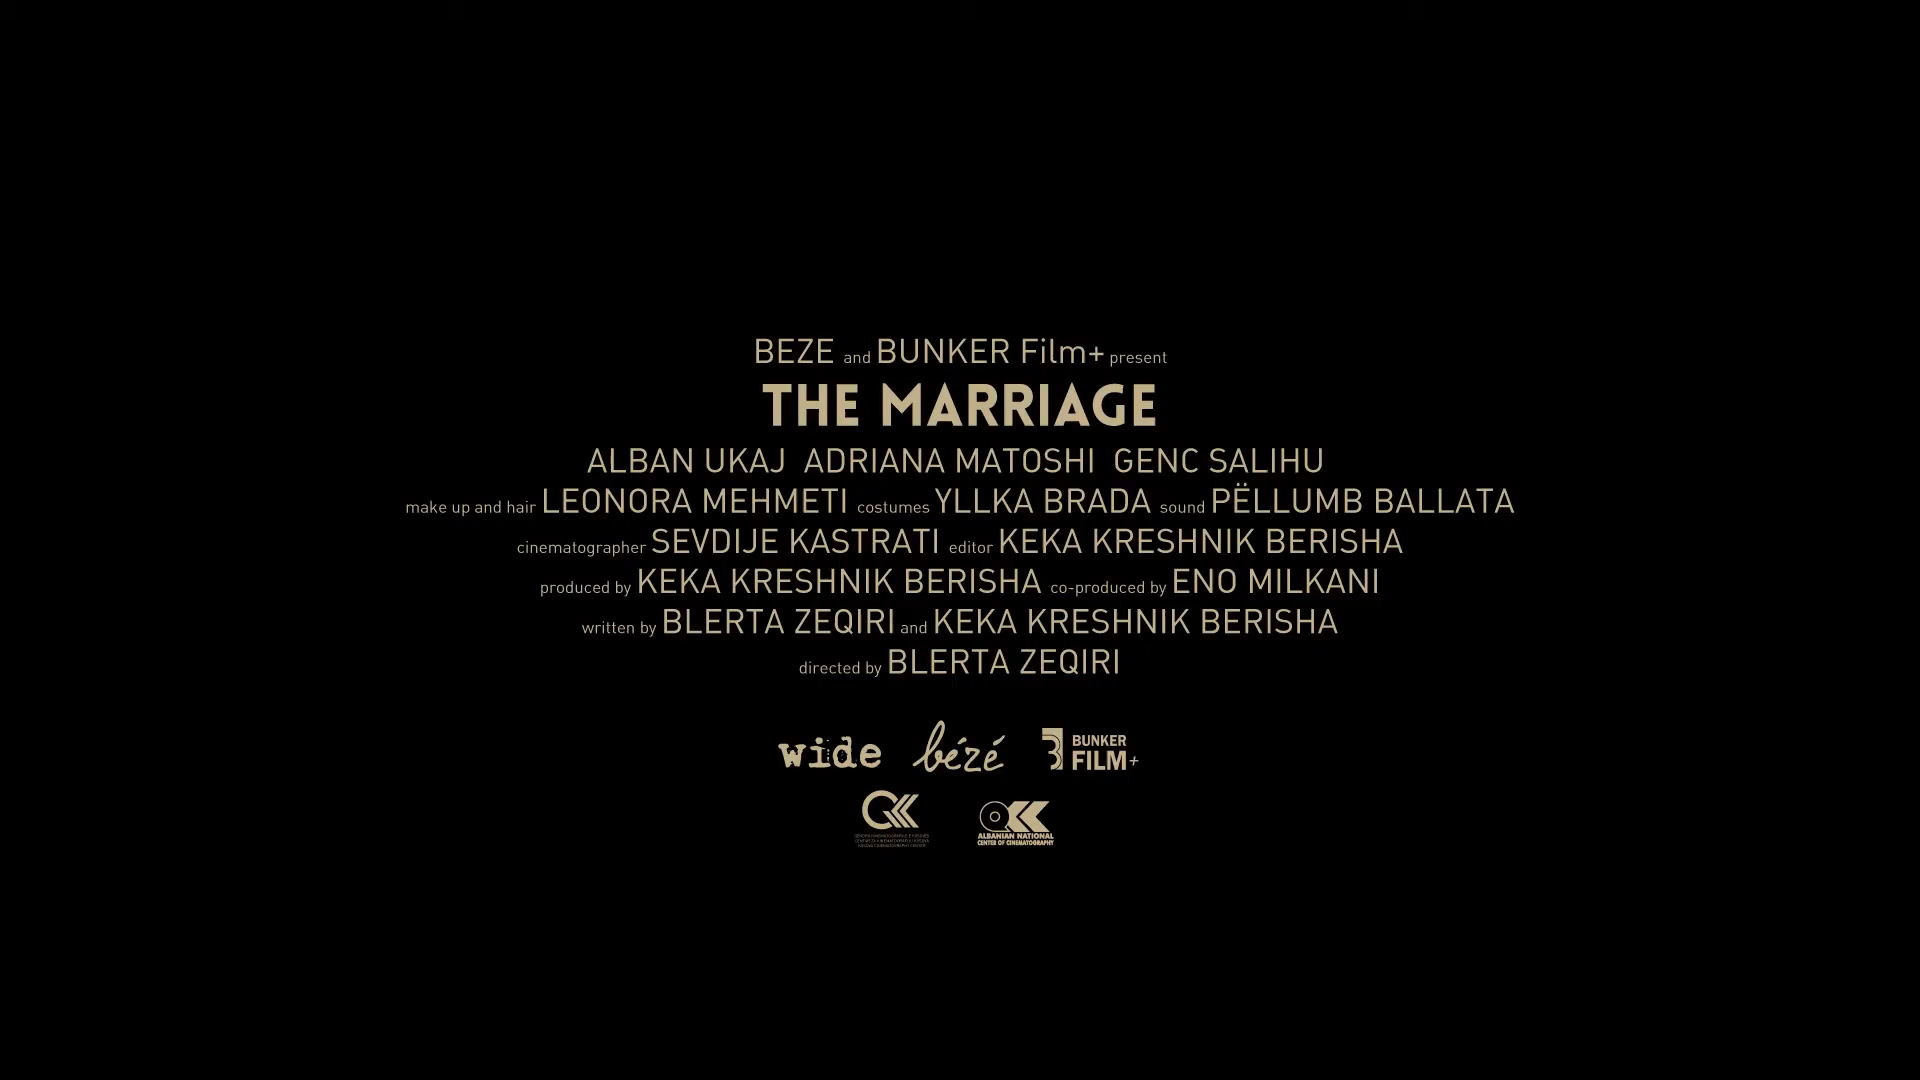 BEZE and BUNKER Film+ present
THE MARRIAGE
ALBAN UKAJ ADRIANA MATOSHI GENC SALIHU
make up and hair LEONORA MEHMETI costumes YLLKA BRADA sound PËLLUMB BALLATA
cinematographer SEVDIJE KASTRATI editor KEKA KRESHNIK BERISHA
produced by KEKA KRESHNIK BERISHA co-produced by ENO MILKANI
written by BLERTA ZEQIRI and KEKA KRESHNIK BERISHA
directed by BLERTA ZEQIRI
wide bézé BUNKER
FILM+
ALBANIAN NATIONAL
CENTER OF CINEMATOGRAPHY